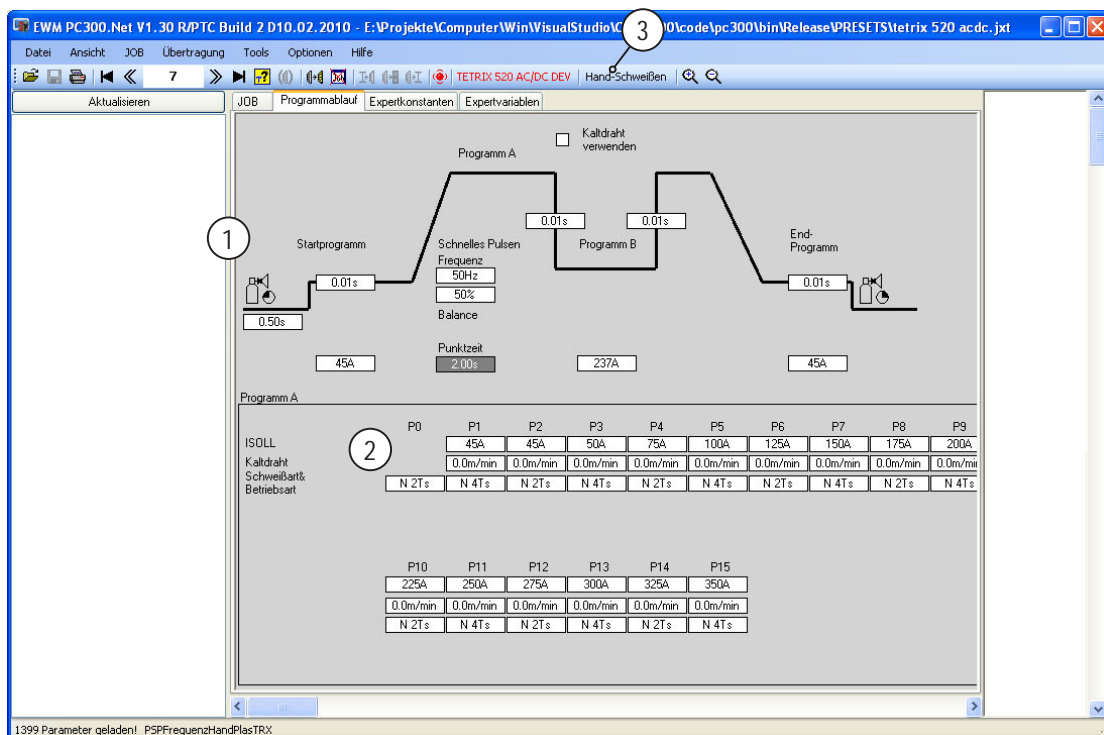 EWM PC300.Net V1.30 R/PTC Build 2 D10.02.2010 - E:\Projekte\Computer\Win\VisualStudio\ 00\code\pc300\bin\Release\PRESETS\tetrix 520 acdc.jxt
3
Datei Ansicht JOB Übertragung Tools Optionen Hilfe
7 TETRIX 520 AC/DC DEV Hand-Schweißen
Aktualisieren
JOB Programmablauf Expertkonstanten Expertvariablen
Kaltdraht
verwenden
Programm A
0.01s 0.01s
1
Startprogramm Schnelles Pulsen Programm B End-
Programm
Frequenz
0.01s 50Hz 0.01s
50%
0.50s Balance
Punktzeit
45A 2.00s 237A 45A
Programm A
P0 P1 P2 P3 P4 P5 P6 P7 P8 P9
ISOLL 2 45A 45A 50A 75A 100A 125A 150A 175A 200A
Kaltdraht 0.0m/min 0.0m/min 0.0m/min 0.0m/min 0.0m/min 0.0m/min 0.0m/min 0.0m/min 0.0m/min
Schweißart&
Betriebsart N 2Ts N 4Ts N 2Ts N 4Ts N 2Ts N 4Ts N 2Ts N 4Ts N 2Ts N 4Ts
P10 P11 P12 P13 P14 P15
225A 250A 275A 300A 325A 350A
0.0m/min 0.0m/min 0.0m/min 0.0m/min 0.0m/min 0.0m/min
N 2Ts N 4Ts N 2Ts N 4Ts N 2Ts N 4Ts
1399 Parameter geladen! PSPFrequenzHandPlasTRX